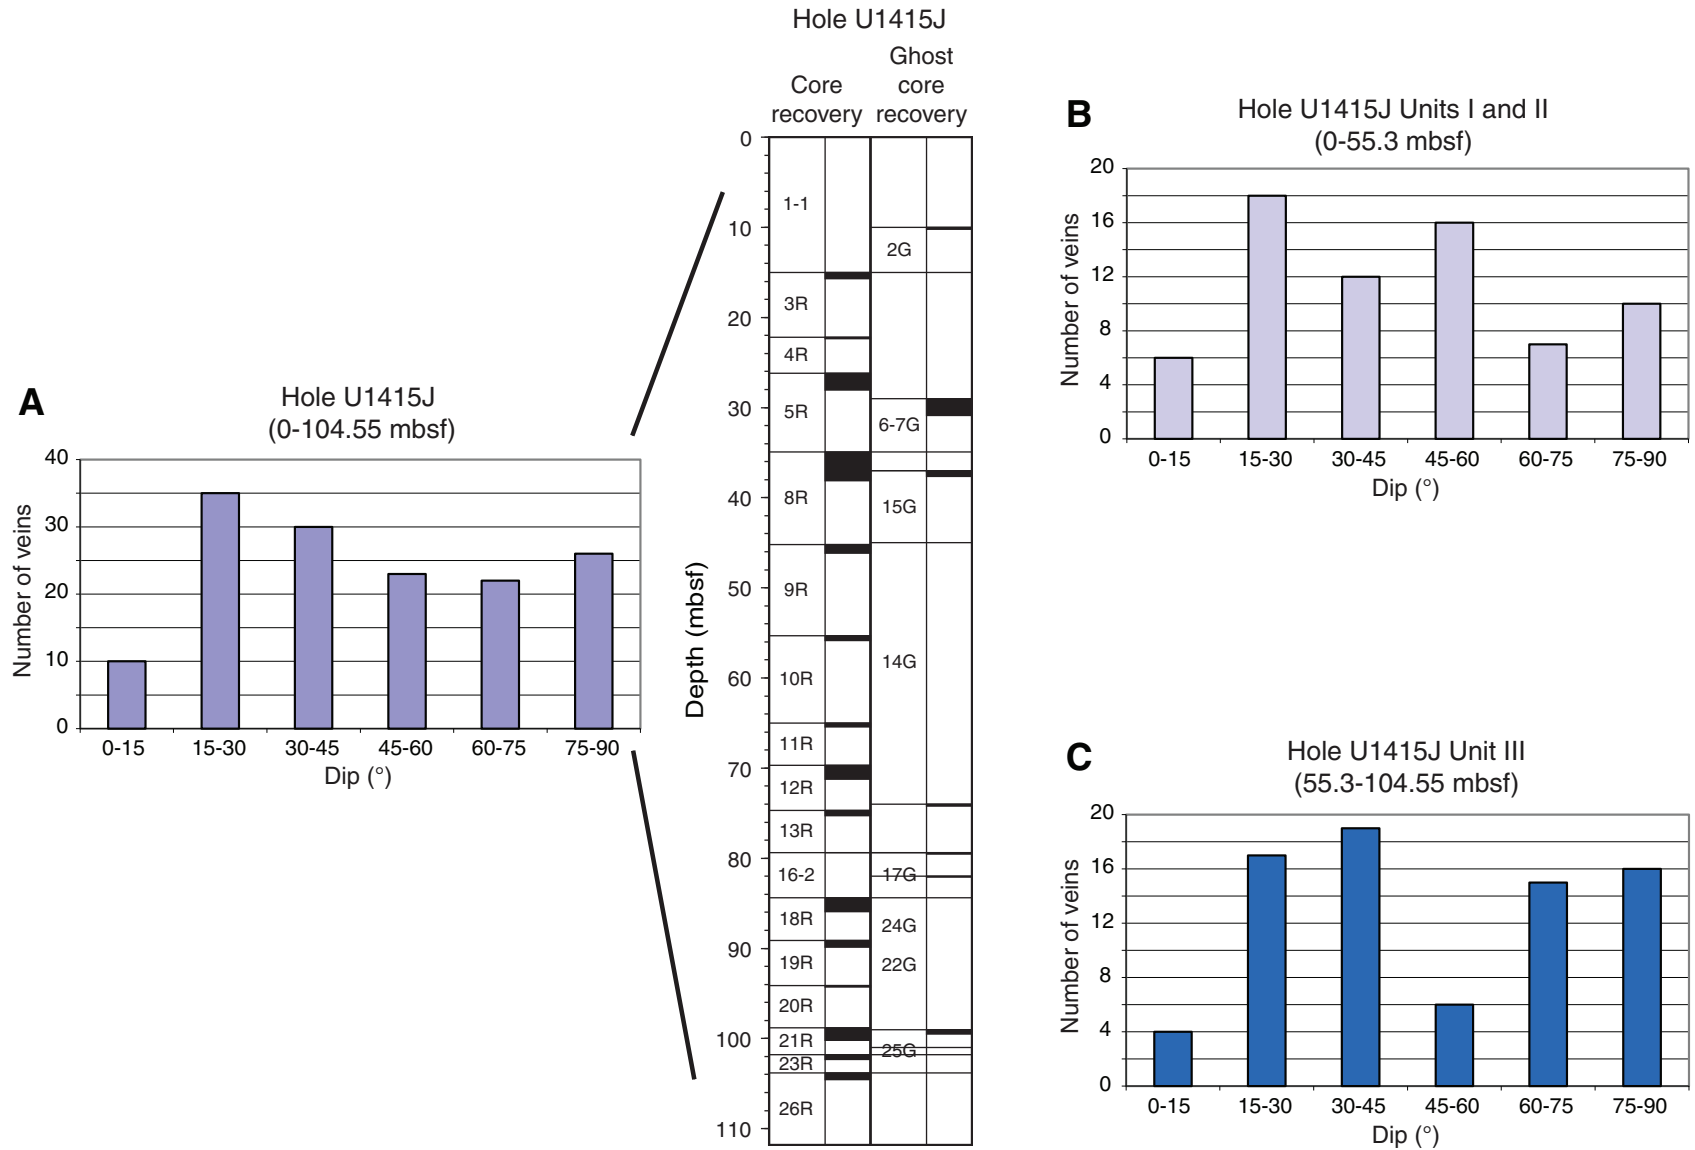 A
Hole U1415J
(0-104.55 mbsf)
Number of veins
40
30
20
10
0
0-15 15-30 30-45 45-60 60-75 75-90
Dip (°)
Hole U1415J
Core
recovery
Ghost
core
recovery
Depth (mbsf)
0
10
20
30
40
50
60
70
80
90
100
110
1-1
3R
4R
5R
8R
9R
10R
11R
12R
13R
16-2
18R
19R
20R
21R
23R
26R
2G
6-7G
15G
14G
17G
24G
22G
25G
B
Hole U1415J Units I and II
(0-55.3 mbsf)
Number of veins
20
16
12
8
4
0
0-15 15-30 30-45 45-60 60-75 75-90
Dip (°)
C
Hole U1415J Unit III
(55.3-104.55 mbsf)
Number of veins
20
16
12
8
4
0
0-15 15-30 30-45 45-60 60-75 75-90
Dip (°)